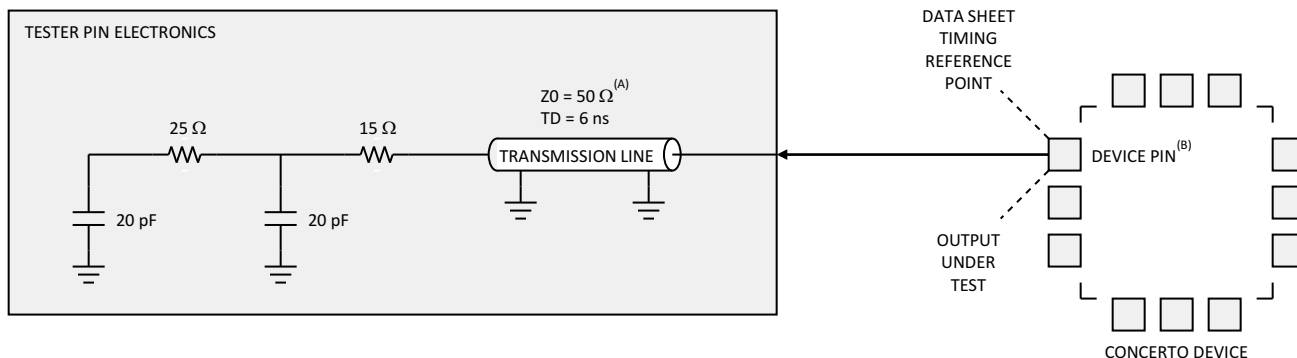 TESTER PIN ELECTRONICS
25 Ω
15 Ω
Z0 = 50 Ω(A)
TD = 6 ns
TRANSMISSION LINE
20 pF
20 pF
DATA SHEET
TIMING
REFERENCE
POINT
DEVICE PIN(B)
OUTPUT
UNDER
TEST
CONCERTO DEVICE